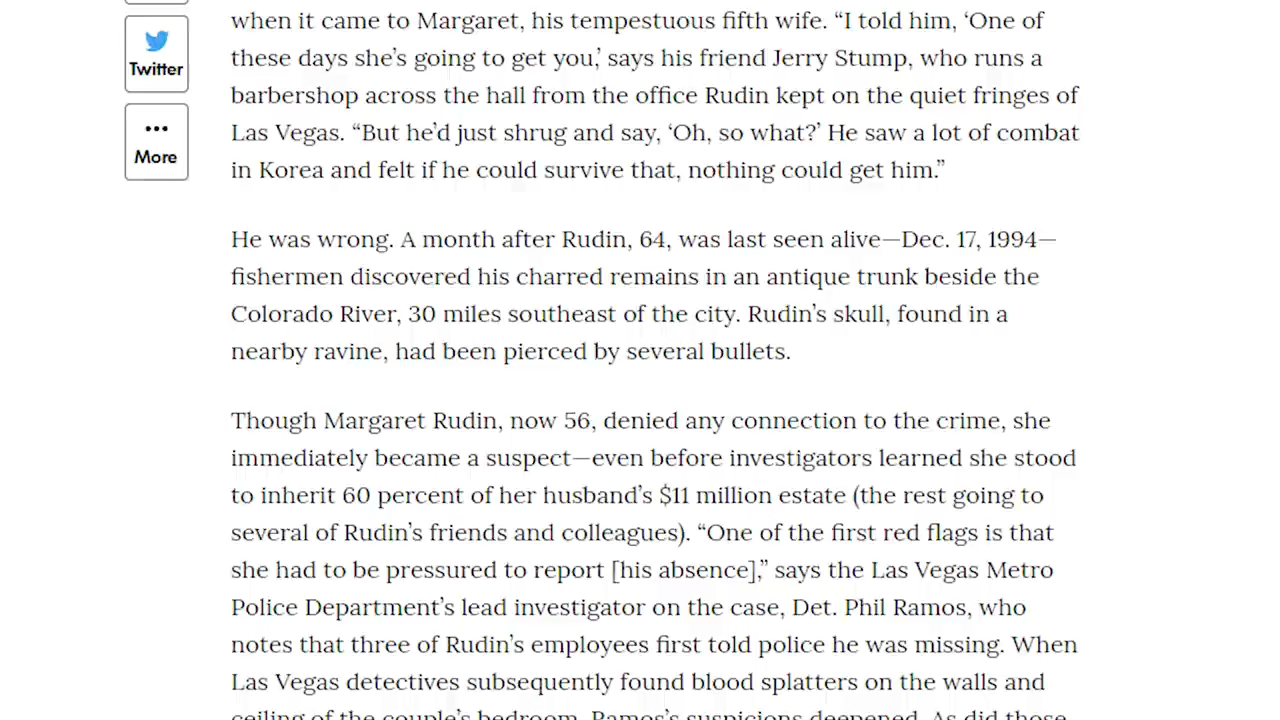 when it came to Margaret, his tempestuous fifth wife. “I told him, ‘One of
Twitter
these days she’s going to get you,’ says his friend Jerry Stump, who runs a
barbershop across the hall from the office Rudin kept on the quiet fringes of
Las Vegas. “But he’d just shrug and say, ‘Oh, so what?’ He saw a lot of combat
More
in Korea and felt if he could survive that, nothing could get him.”
He was wrong. A month after Rudin, 64, was last seen alive—Dec. 17, 1994—
fishermen discovered his charred remains in an antique trunk beside the
Colorado River, 30 miles southeast of the city. Rudin’s skull, found in a
nearby ravine, had been pierced by several bullets.
Though Margaret Rudin, now 56, denied any connection to the crime, she
immediately became a suspect—even before investigators learned she stood
to inherit 60 percent of her husband’s $11 million estate (the rest going to
several of Rudin’s friends and colleagues). “One of the first red flags is that
she had to be pressured to report [his absence],” says the Las Vegas Metro
Police Department’s lead investigator on the case, Det. Phil Ramos, who
notes that three of Rudin’s employees first told police he was missing. When
Las Vegas detectives subsequently found blood splatters on the walls and
ceiling of the couple’s bedroom, Ramos’s suspicions deepened. As did those